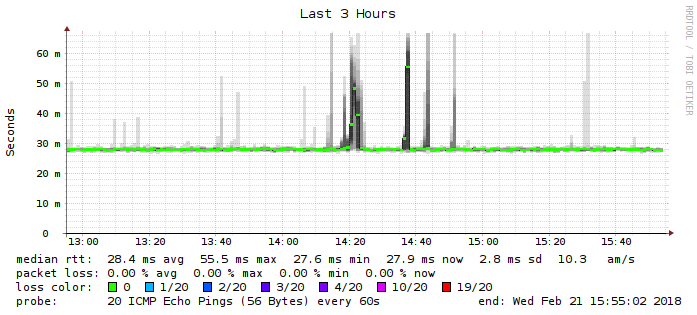 Last 3 Hours
RRDTOOL / TOBI OETIKER
Seconds
60 m
50 m
40 m
30 m
20 m
10 m
0
13:00 13:20 13:40 14:00 14:20 14:40 15:00 15:20 15:40
median rtt: 28.4 ms avg 55.5 ms max 27.6 ms min 27.9 ms now 2.8 ms sd 10.3 am/s
packet loss: 0.00 % avg 0.00 % max 0.00 % min 0.00 % now
loss color: 0 1/20 2/20 3/20 4/20 10/20 19/20
probe: 20 ICMP Echo Pings (56 Bytes) every 60s end: Wed Feb 21 15:55:02 2018